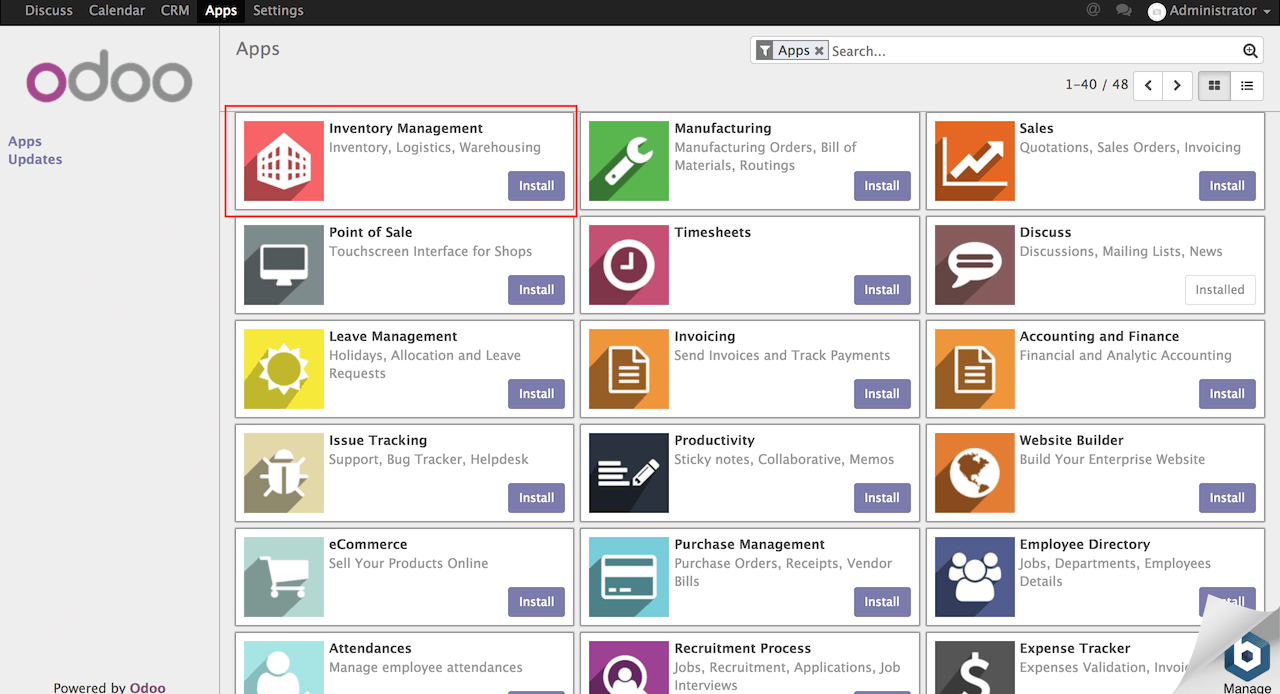 Discuss Calendar CRM Apps Settings @ Administrator
odoo
Apps
Updates
Powered by Odoo
Apps
Apps × Search...
1-40 / 48
Inventory Management
Inventory, Logistics, Warehousing
Install
Manufacturing
Manufacturing Orders, Bill of
Materials, Routings
Install
Sales
Quotations, Sales Orders, Invoicing
Install
Point of Sale
Touchscreen Interface for Shops
Install
Timesheets
Install
Discuss
Discussions, Mailing Lists, News
Installed
Leave Management
Holidays, Allocation and Leave
Requests
Install
Invoicing
Send Invoices and Track Payments
Install
Accounting and Finance
Financial and Analytic Accounting
Install
Issue Tracking
Support, Bug Tracker, Helpdesk
Install
Productivity
Sticky notes, Collaborative, Memos
Install
Website Builder
Build Your Enterprise Website
Install
eCommerce
Sell Your Products Online
Install
Purchase Management
Purchase Orders, Receipts, Vendor
Bills
Install
Employee Directory
Jobs, Departments, Employees
Details
Attendances
Manage employee attendances
Recruitment Process
Jobs, Recruitment, Applications, Job
Interviews
Expense Tracker
Expenses Validation,
Manage